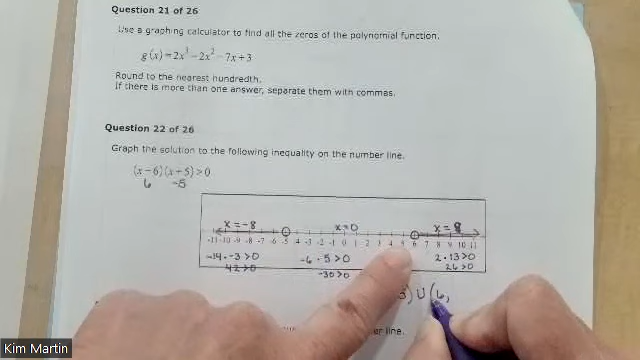 Question 21 of 26
Use a graphing calculator to find all the zeros of the polynomial function.
g(x)=2x³-2x²-7x+3
Round to the nearest hundredth.
If there is more than one answer, separate them with commas.
Question 22 of 26
Graph the solution to the following inequality on the number line.
(x-6)(x+5)>0
6 -5
x=-8 x=0 x=8
-11 -10 -9 -8 -7 -6 -5 -4 -3 -2 -1 0 1 2 3 4 5 6 7 8 9 10 11
-14·-3>0 -6·5>0 2·13>0
42>0 -30>0 26>0
5)∪(6,
line.
Kim Martin